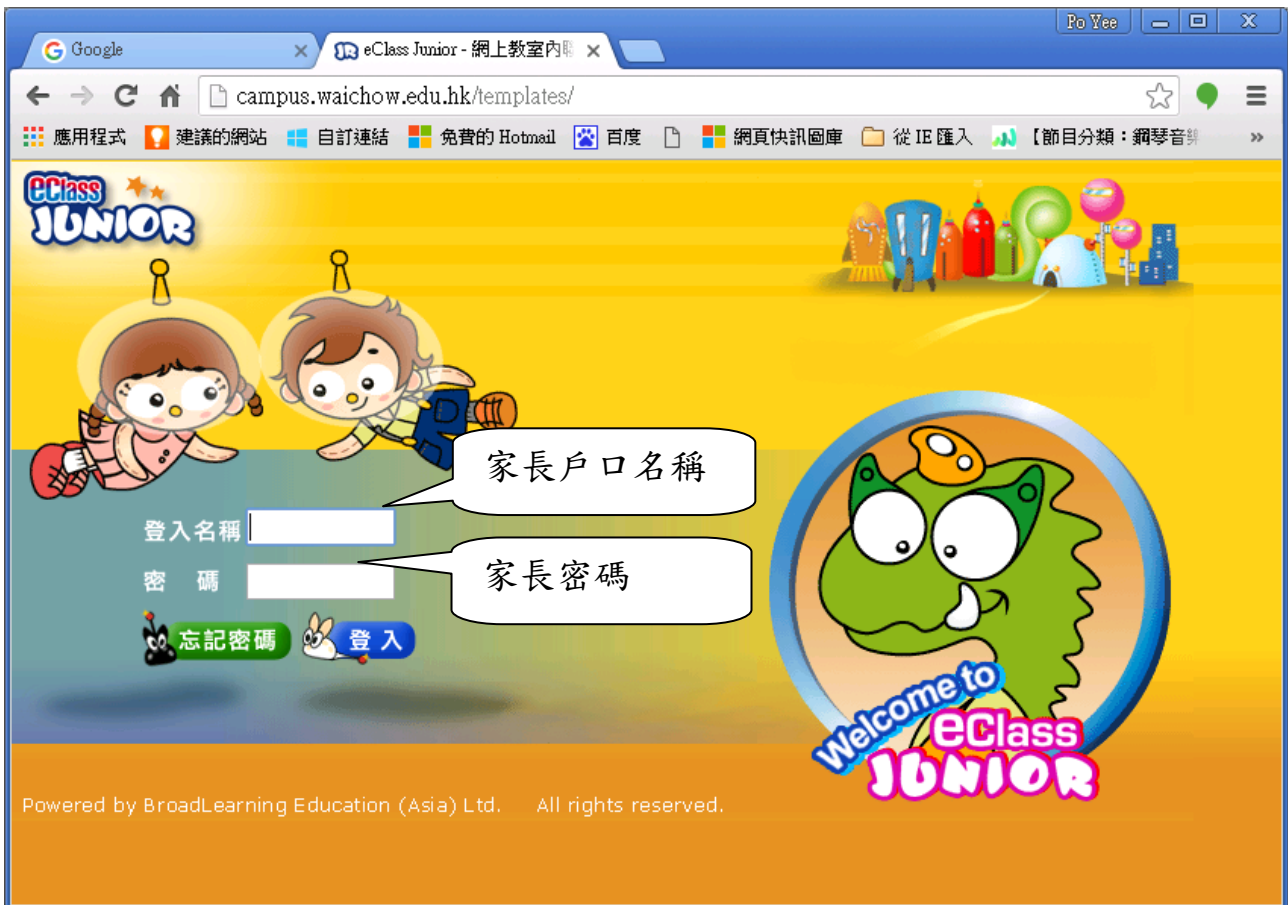 Po Yee
Google
eClass Junior - 網上教室內聯
campus.waichow.edu.hk/templates/
應用程式 建議的網站 自訂連結 免費的 Hotmail 百度 網頁快訊圖庫 從 IE 匯入 【節目分類：鋼琴音樂 »
eClass
JUNIOR
家長戶口名稱
登入名稱
家長密碼
密 碼
忘記密碼 登入
Welcome to
eClass
JUNIOR
Powered by BroadLearning Education (Asia) Ltd. All rights reserved.